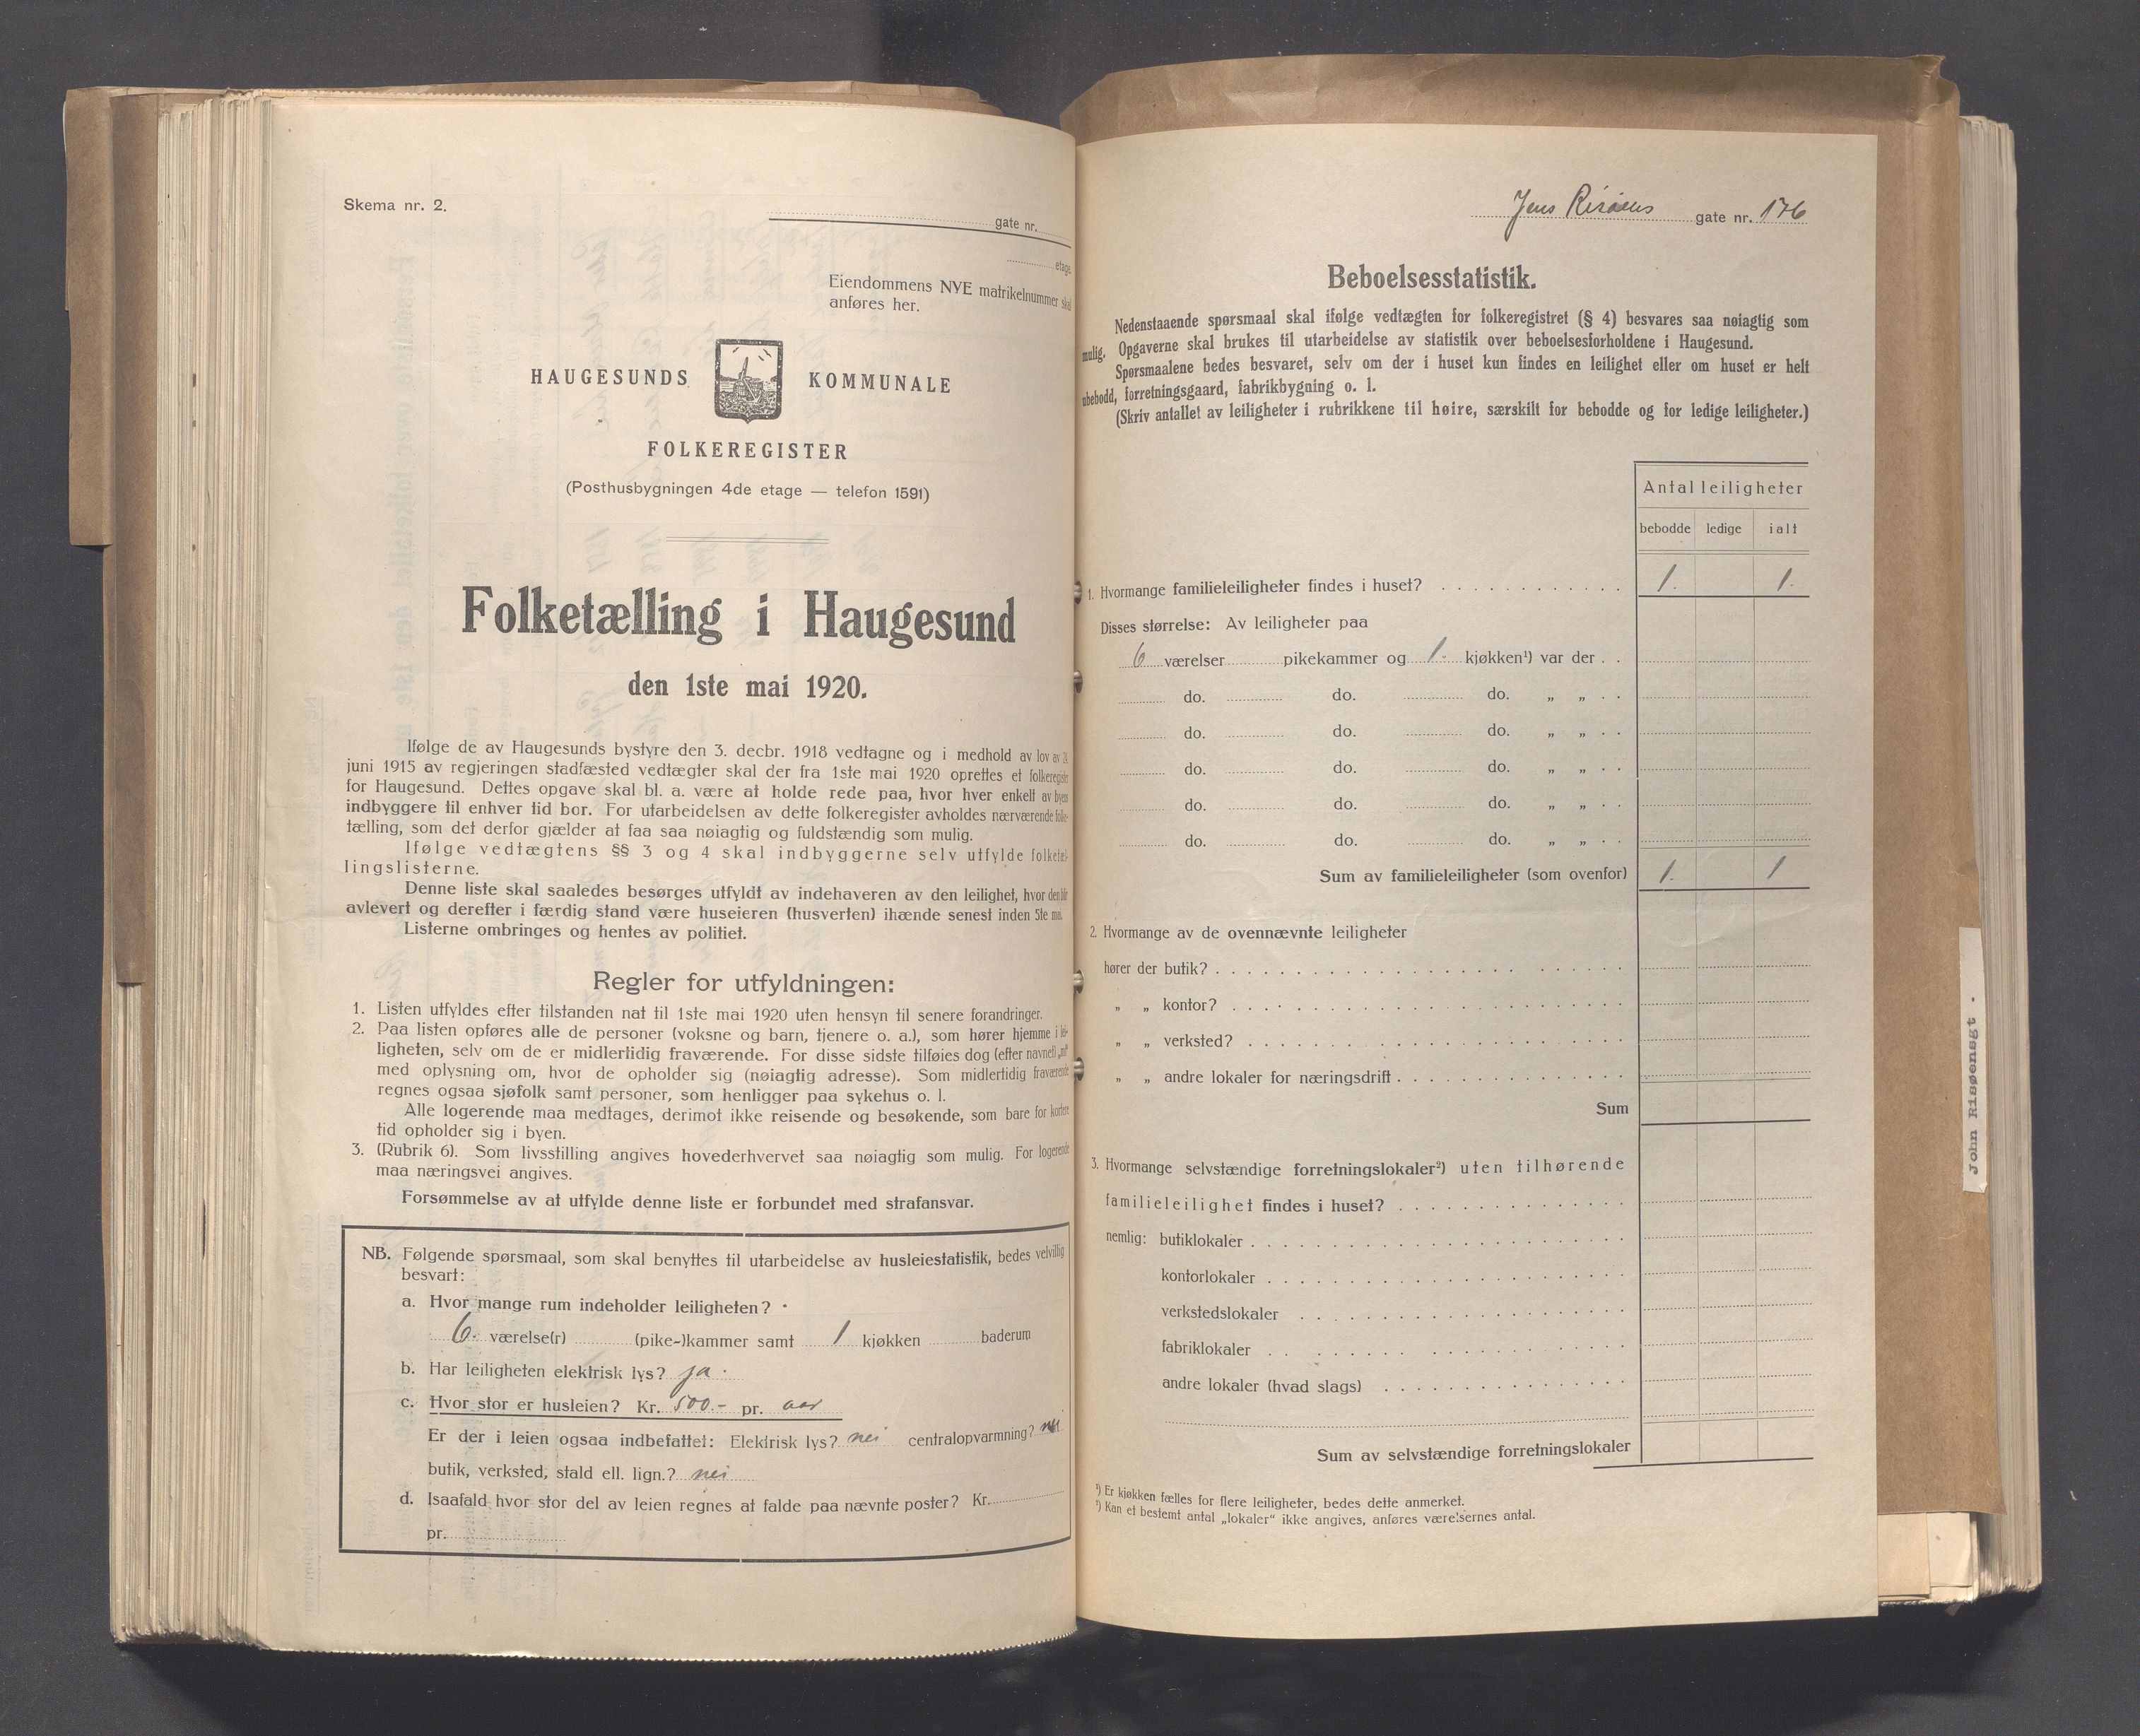 Skema nr. 2.
gate nr.
etage.
Eiendommens NYE matrikelnummer skal
anføres her.
HAUGESUNDS KOMMUNALE
FOLKEREGISTER
(Posthusbygningen 4de etage — telefon 1591)
Folketælling i Haugesund
den 1ste mai 1920.
Ifølge de av Haugesunds bystyre den 3. decbr. 1918 vedtagne og i medhold av lov av
juni 1915 av regjeringen stadfæsted vedtægter skal der fra 1ste mai 1920 oprettes et folkeregister
for Haugesund. Dettes opgave skal bl. a. være at holde rede paa, hvor hver enkelt av byens
indbyggere til enhver tid bor. For utarbeidelsen av dette folkeregister avholdes nærværende folke-
tælling, som det derfor gjælder at faa saa nøiagtig og fuldstændig som mulig.
Ifølge vedtægtens §§ 3 og 4 skal indbyggerne selv utfylde folketæl-
lingslisterne.
Denne liste skal saaledes besørges utfyldt av indehaveren av den leilighet, hvor den blir
avlevert og derefter i færdig stand være huseieren (husverten) ihænde senest inden 5te mai.
Listerne ombringes og hentes av politiet.
Regler for utfyldningen:
1. Listen utfyldes efter tilstanden nat til 1ste mai 1920 uten hensyn til senere forandringer.
2. Paa listen opføres alle de personer (voksne og barn, tjenere o. a.), som hører hjemme i lei-
ligheten, selv om de er midlertidig fraværende. For disse sidste tilføies dog (efter navnet) „mf"
med oplysning om, hvor de opholder sig (nøiagtig adresse). Som midlertidig fraværende
regnes ogsaa sjøfolk samt personer, som henligger paa sykehus o. l.
Alle logerende maa medtages, derimot ikke reisende og besøkende, som bare for kortere
tid opholder sig i byen.
3. (Rubrik 6). Som livsstilling angives hovederhvervet saa nøiagtig som mulig. For logerende
maa næringsvei angives.
Forsømmelse av at utfylde denne liste er forbundet med strafansvar.
NB. Følgende spørsmaal, som skal benyttes til utarbeidelse av husleiestatistik, bedes velvillig
besvart:
a. Hvor mange rum indeholder leiligheten?
6. værelse(r) (pike-)kammer samt 1 kjøkken baderum
b. Har leiligheten elektrisk lys? ja.
c. Hvor stor er husleien? Kr. 500.- pr. aar
Er der i leien ogsaa indbefattet: Elektrisk lys? nei centralopvarmning? nei
butik, verksted, stald ell. lign.? nei
d. Isaafald hvor stor del av leien regnes at falde paa nævnte poster? Kr.
pr.
Jens Risøens gate nr. 176
Beboelsesstatistik.
Nedenstaaende spørsmaal skal ifølge vedtægten for folkeregistret (§ 4) besvares saa nøiagtig som
mulig. Opgaverne skal brukes til utarbeidelse av statistik over beboelsesforholdene i Haugesund.
Spørsmaalene bedes besvaret, selv om der i huset kun findes en leilighet eller om huset er helt
ubebodd, forretningsgaard, fabrikbygning o. l.
(Skriv antallet av leiligheter i rubrikkene til høire, særskilt for bebodde og for ledige leiligheter.)
Antal leiligheter
bebodde ledige ialt
1. Hvormange familieleiligheter findes i huset? 1. 1.
Disses størrelse: Av leiligheter paa
6 værelser pikekammer og 1. kjøkken¹) var der
do. do. do. „ „
do. do. do. „ „
do. do. do. „ „
do. do. do. „ „
do. do. do. „ „
Sum av familieleiligheter (som ovenfor) 1. 1
2. Hvormange av de ovennævnte leiligheter
hører der butik?
„ „ kontor?
„ „ verksted?
„ „ andre lokaler for næringsdrift
Sum
3. Hvormange selvstændige forretningslokaler²) uten tilhørende
familieleilighet findes i huset?
nemlig: butiklokaler
kontorlokaler
verkstedslokaler
fabriklokaler
andre lokaler (hvad slags)
Sum av selvstændige forretningslokaler
¹) Er kjøkken fælles for flere leiligheter, bedes dette anmerket.
²) Kan et bestemt antal „lokaler" ikke angives, anføres værelsernes antal.
John Risøensgt -